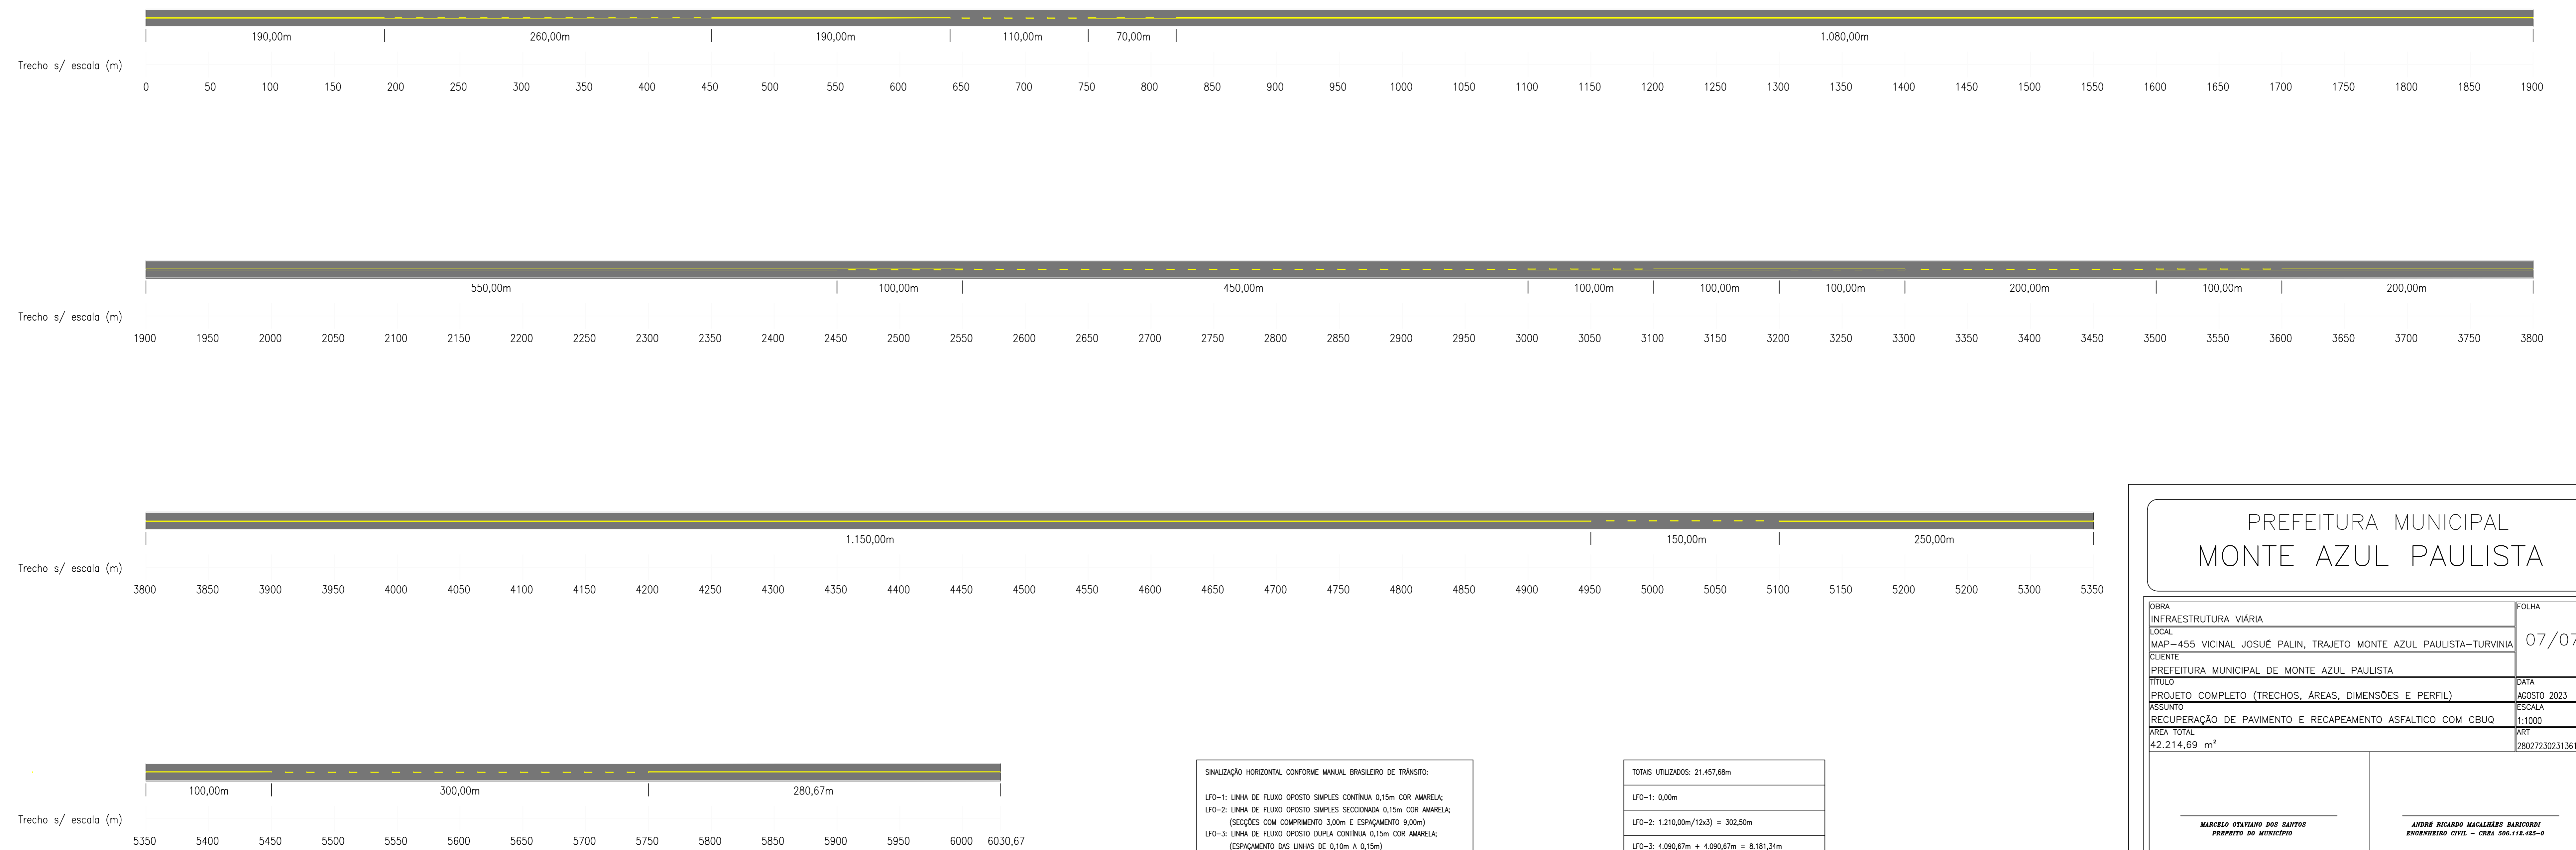 190,00m 260,00m 190,00m 110,00m 70,00m 1.080,00m
Trecho s/ escala (m)
0 50 100 150 200 250 300 350 400 450 500 550 600 650 700 750 800 850 900 950 1000 1050 1100 1150 1200 1250 1300 1350 1400 1450 1500 1550 1600 1650 1700 1750 1800 1850 1900
550,00m 100,00m 450,00m 100,00m 100,00m 100,00m 200,00m 100,00m 200,00m
Trecho s/ escala (m)
1900 1950 2000 2050 2100 2150 2200 2250 2300 2350 2400 2450 2500 2550 2600 2650 2700 2750 2800 2850 2900 2950 3000 3050 3100 3150 3200 3250 3300 3350 3400 3450 3500 3550 3600 3650 3700 3750 3800
1.150,00m 150,00m 250,00m
Trecho s/ escala (m)
3800 3850 3900 3950 4000 4050 4100 4150 4200 4250 4300 4350 4400 4450 4500 4550 4600 4650 4700 4750 4800 4850 4900 4950 5000 5050 5100 5150 5200 5200 5300 5350
100,00m 300,00m 280,67m
Trecho s/ escala (m)
5350 5400 5450 5500 5550 5600 5650 5700 5750 5800 5850 5900 5950 6000 6030,67
SINALIZAÇÃO HORIZONTAL CONFORME MANUAL BRASILEIRO DE TRÂNSITO:
LFO-1: LINHA DE FLUXO OPOSTO SIMPLES CONTÍNUA 0,15m COR AMARELA;
LFO-2: LINHA DE FLUXO OPOSTO SIMPLES SECCIONADA 0,15m COR AMARELA;
(SECÇÕES COM COMPRIMENTO 3,00m E ESPAÇAMENTO 9,00m)
LFO-3: LINHA DE FLUXO OPOSTO DUPLA CONTÍNUA 0,15m COR AMARELA;
(ESPAÇAMENTO DAS LINHAS DE 0,10m A 0,15m)
TOTAIS UTILIZADOS: 21.457,68m
LFO-1: 0,00m
LFO-2: 1.210,00m/12x3) = 302,50m
LFO-3: 4.090,67m + 4.090,67m = 8.181,34m
PREFEITURA MUNICIPAL
MONTE AZUL PAULISTA
OBRA
INFRAESTRUTURA VIÁRIA
FOLHA
07/07
LOCAL
MAP-455 VICINAL JOSUÉ PALIN, TRAJETO MONTE AZUL PAULISTA-TURVINIA
CLIENTE
PREFEITURA MUNICIPAL DE MONTE AZUL PAULISTA
TÍTULO
PROJETO COMPLETO (TRECHOS, ÁREAS, DIMENSÕES E PERFIL)
DATA
AGOSTO 2023
ASSUNTO
RECUPERAÇÃO DE PAVIMENTO E RECAPEAMENTO ASFALTICO COM CBUQ
ESCALA
1:1000
AREA TOTAL
42.214,69 m²
ART
28027230231361
MARCELO OTAVIANO DOS SANTOS
PREFEITO DO MUNICÍPIO
ANDRÉ RICARDO MAGALHÃES BARICORDI
ENGENHEIRO CIVIL - CREA 506.112.425-0